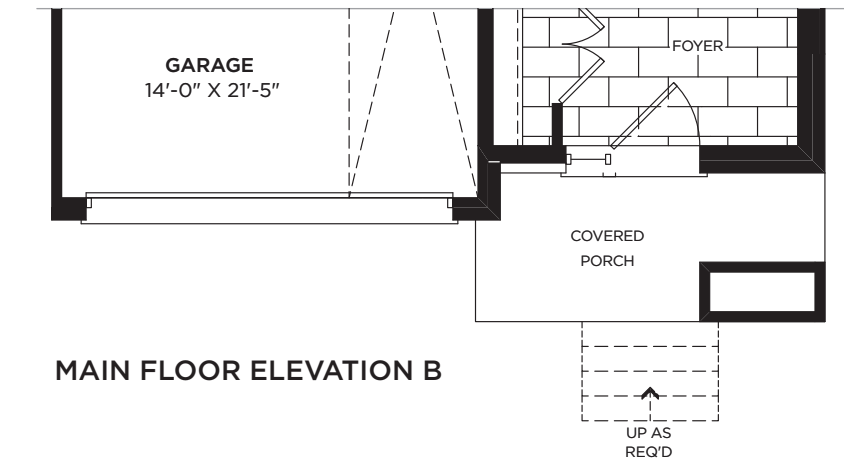 GARAGE
14'-0" X 21'-5"
FOYER
COVERED
PORCH
MAIN FLOOR ELEVATION B
UP AS
REQ'D